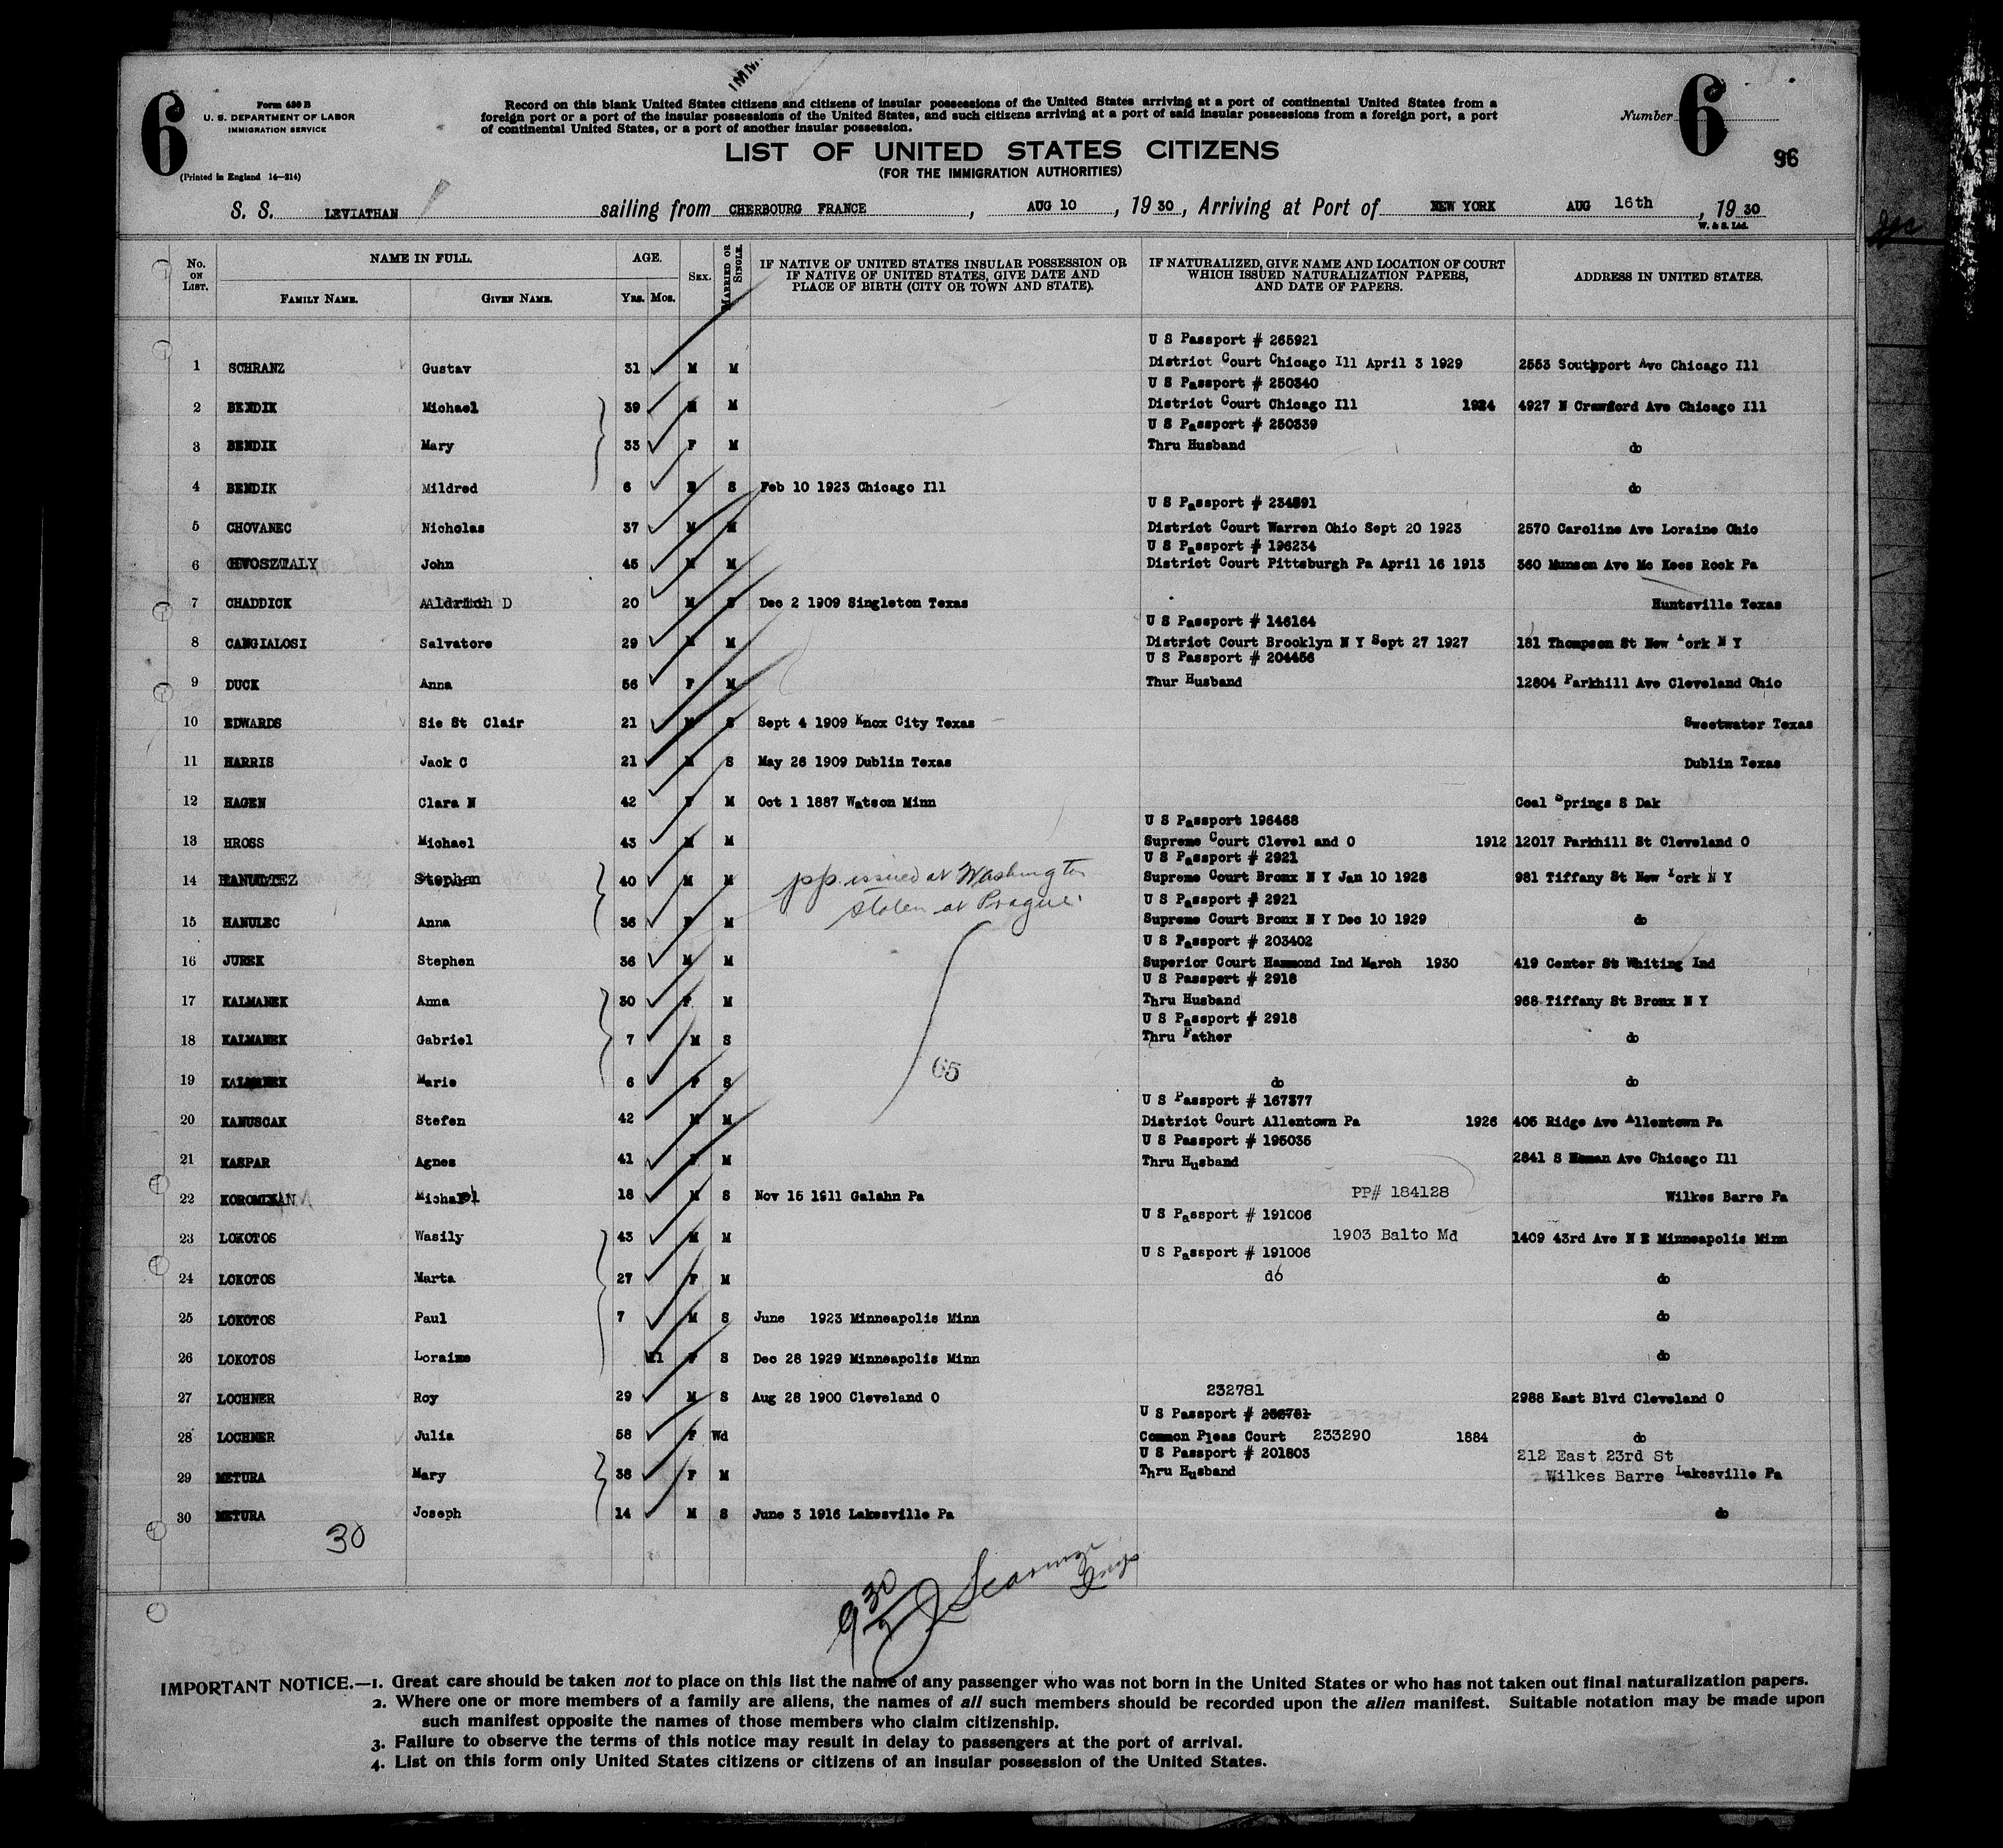 IMM
6
Form 630 B
U. S. DEPARTMENT OF LABOR
IMMIGRATION SERVICE
(Printed in England 14—214)
Record on this blank United States citizens and citizens of insular possessions of the United States arriving at a port of continental United States from a
foreign port or a port of the insular possessions of the United States, and such citizens arriving at a port of said insular possessions from a foreign port, a port
of continental United States, or a port of another insular possession.
Number 6
96
LIST OF UNITED STATES CITIZENS
(FOR THE IMMIGRATION AUTHORITIES)
S. S. LEVIATHAN sailing from CHERBOURG FRANCE, AUG 10, 1930, Arriving at Port of NEW YORK AUG 16th, 1930
W. & S. Ltd.
No. ON LIST. NAME IN FULL. FAMILY NAME. GIVEN NAME. AGE. Yrs. Mos. SEX. MARRIED OR SINGLE. IF NATIVE OF UNITED STATES INSULAR POSSESSION OR IF NATIVE OF UNITED STATES, GIVE DATE AND PLACE OF BIRTH (CITY OR TOWN AND STATE). IF NATURALIZED, GIVE NAME AND LOCATION OF COURT WHICH ISSUED NATURALIZATION PAPERS, AND DATE OF PAPERS. ADDRESS IN UNITED STATES.
U S Passport # 265921
1 SCHRANZ Gustav 31 M M District Court Chicago Ill April 3 1929 2553 Southport Ave Chicago Ill
U S Passport # 250340
2 BENDIK Michael 39 M M District Court Chicago Ill 1924 4927 N Crawford Ave Chicago Ill
U S Passport # 250339
3 BENDIK Mary 33 F M Thru Husband do
4 BENDIK Mildred 6 S Feb 10 1923 Chicago Ill do
U S Passport # 234891
5 CHOVANEC Nicholas 37 M M District Court Warren Ohio Sept 20 1923 2570 Caroline Ave Loraine Ohio
U S Passport # 196234
6 John 45 M M District Court Pittsburgh Pa April 16 1913 360 Munson Ave Mc Kees Rock Pa
7 CHADDICK D 20 M S Dec 2 1909 Singleton Texas Huntsville Texas
U S Passport # 146164
8 CANGIALOSI Salvatore 29 M M District Court Brooklyn N Y Sept 27 1927 181 Thompson St New York N Y
U S Passport # 204456
9 DUCK Anna 56 F M Thur Husband 12804 Parkhill Ave Cleveland Ohio
10 EDWARDS Sie St Clair 21 M S Sept 4 1909 Knox City Texas Sweetwater Texas
11 HARRIS Jack C 21 M S May 26 1909 Dublin Texas Dublin Texas
12 HAGEN Clara N 42 F M Oct 1 1887 Watson Minn Coal Springs S Dak
U S Passport 196468
13 HROSS Michael 43 M M Supreme Court Clevel and O 1912 12017 Parkhill St Cleveland O
U S Passport # 2921
14 Stephan 40 M M pp. issued at Washington Supreme Court Bronx N Y Jan 10 1928 981 Tiffany St New York N Y
stolen at Prague.
U S Passport # 2921
15 HANULEC Anna 36 F M Supreme Court Bronx N Y Dec 10 1929 do
U S Passport # 203402
16 JUREK Stephen 36 M M Superior Court Hammond Ind March 1930 419 Center St Whiting Ind
U S Passport # 2918
17 KALMANEK Anna 30 F M Thru Husband 968 Tiffany St Bronx N Y
U S Passport # 2918
18 KALMANEK Gabriel 7 M S Thru Father do
65
19 KALMANEK Marie 6 F S do do
U S Passport # 167377
20 KANUSCAK Stefen 42 M M District Court Allentown Pa 1926 405 Ridge Ave Allentown Pa
U S Passport # 195035
21 KASPAR Agnes 41 F M Thru Husband 2841 S Homan Ave Chicago Ill
22 Michael 18 M S Nov 15 1911 Galahn Pa PP# 184128 Wilkes Barre Pa
U S Passport # 191006
23 LOKOTOS Wasily 43 M M 1903 Balto Md 1409 43rd Ave N E Minneapolis Minn
U S Passport # 191006
24 LOKOTOS Marta 27 F M do do
25 LOKOTOS Paul 7 M S June 1923 Minneapolis Minn do
26 LOKOTOS Loraine 11 F S Dec 28 1929 Minneapolis Minn do
27 LOCHNER Roy 29 M S Aug 28 1900 Cleveland O 232781 2988 East Blvd Cleveland O
U S Passport #
28 LOCHNER Julia 58 F Wd Common Pleas Court 233290 1884 do
U S Passport # 201803 212 East 23rd St
29 METURA Mary 38 F M Thru Husband Wilkes Barre Lakesville Pa
30 METURA Joseph 14 M S June 3 1916 Lakesville Pa do
30
9 30
IMPORTANT NOTICE.—1. Great care should be taken not to place on this list the name of any passenger who was not born in the United States or who has not taken out final naturalization papers.
2. Where one or more members of a family are aliens, the names of all such members should be recorded upon the alien manifest. Suitable notation may be made upon
such manifest opposite the names of those members who claim citizenship.
3. Failure to observe the terms of this notice may result in delay to passengers at the port of arrival.
4. List on this form only United States citizens or citizens of an insular possession of the United States.